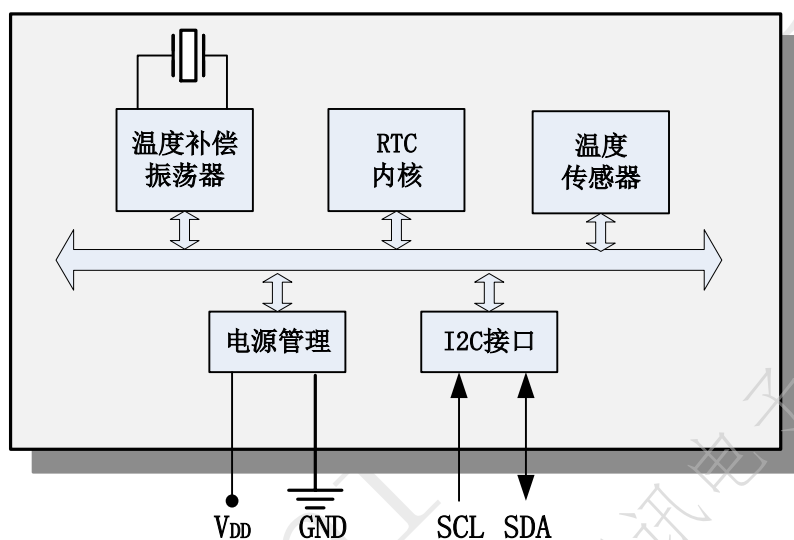 温度补偿
振荡器
RTC
内核
温度
传感器
电源管理
I2C接口
VDD
GND
SCL
SDA